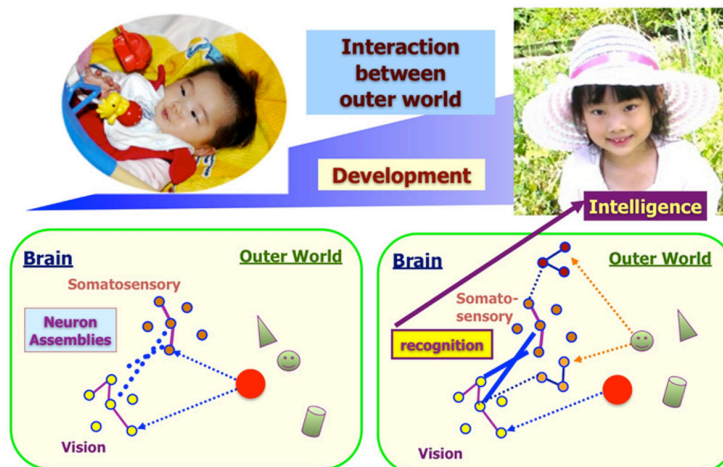 Interaction
between
outer world
Development
Intelligence
Brain
Outer World
Somatosensory
Neuron
Assemblies
Vision
Brain
Outer World
Somato-
sensory
recognition
Vision